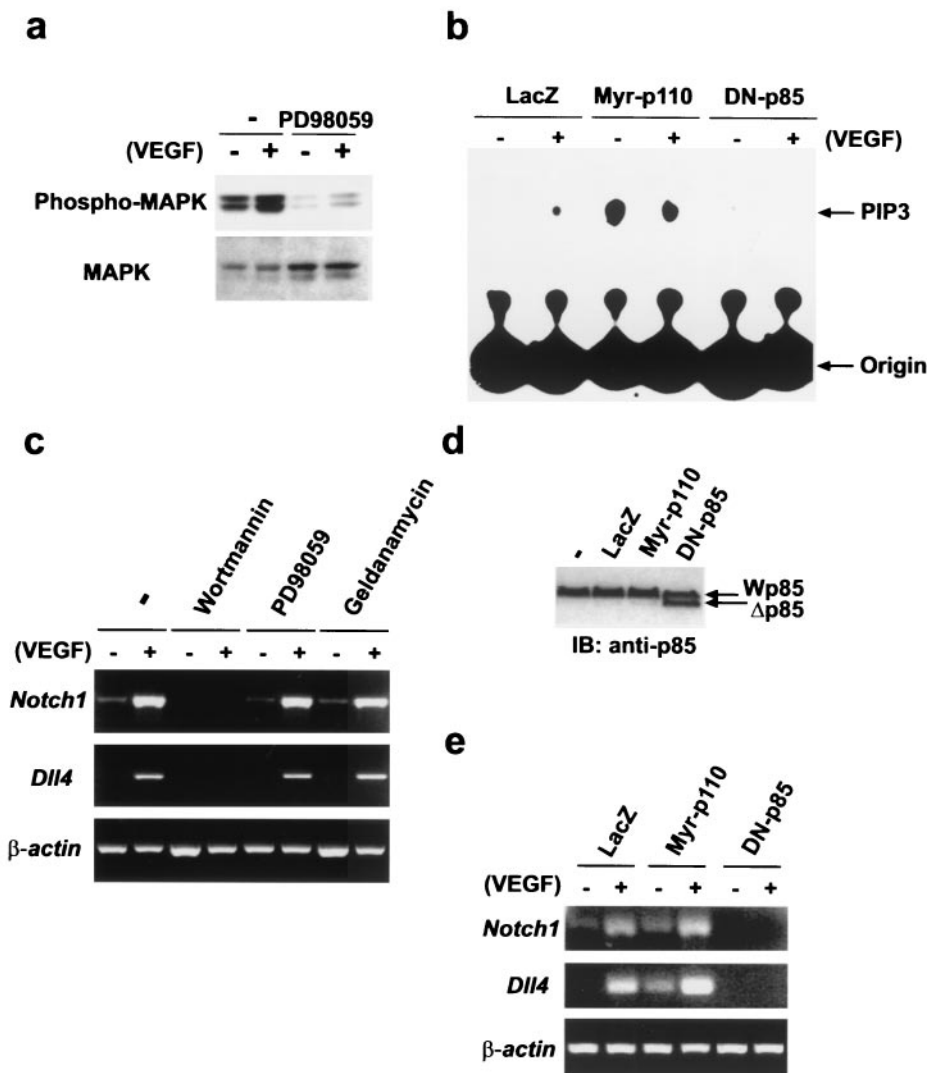 a
- PD98059
(VEGF) - + - +
Phospho-MAPK
MAPK
b
LacZ Myr-p110 DN-p85
- + - + - + (VEGF)
PIP3
Origin
c
- Wortmannin PD98059 Geldanamycin
(VEGF) - + - + - + - +
Notch1
Dll4
β-actin
d
- LacZ Myr-p110 DN-p85
Wp85
Δp85
IB: anti-p85
e
LacZ Myr-p110 DN-p85
(VEGF) - + - + - +
Notch1
Dll4
β-actin